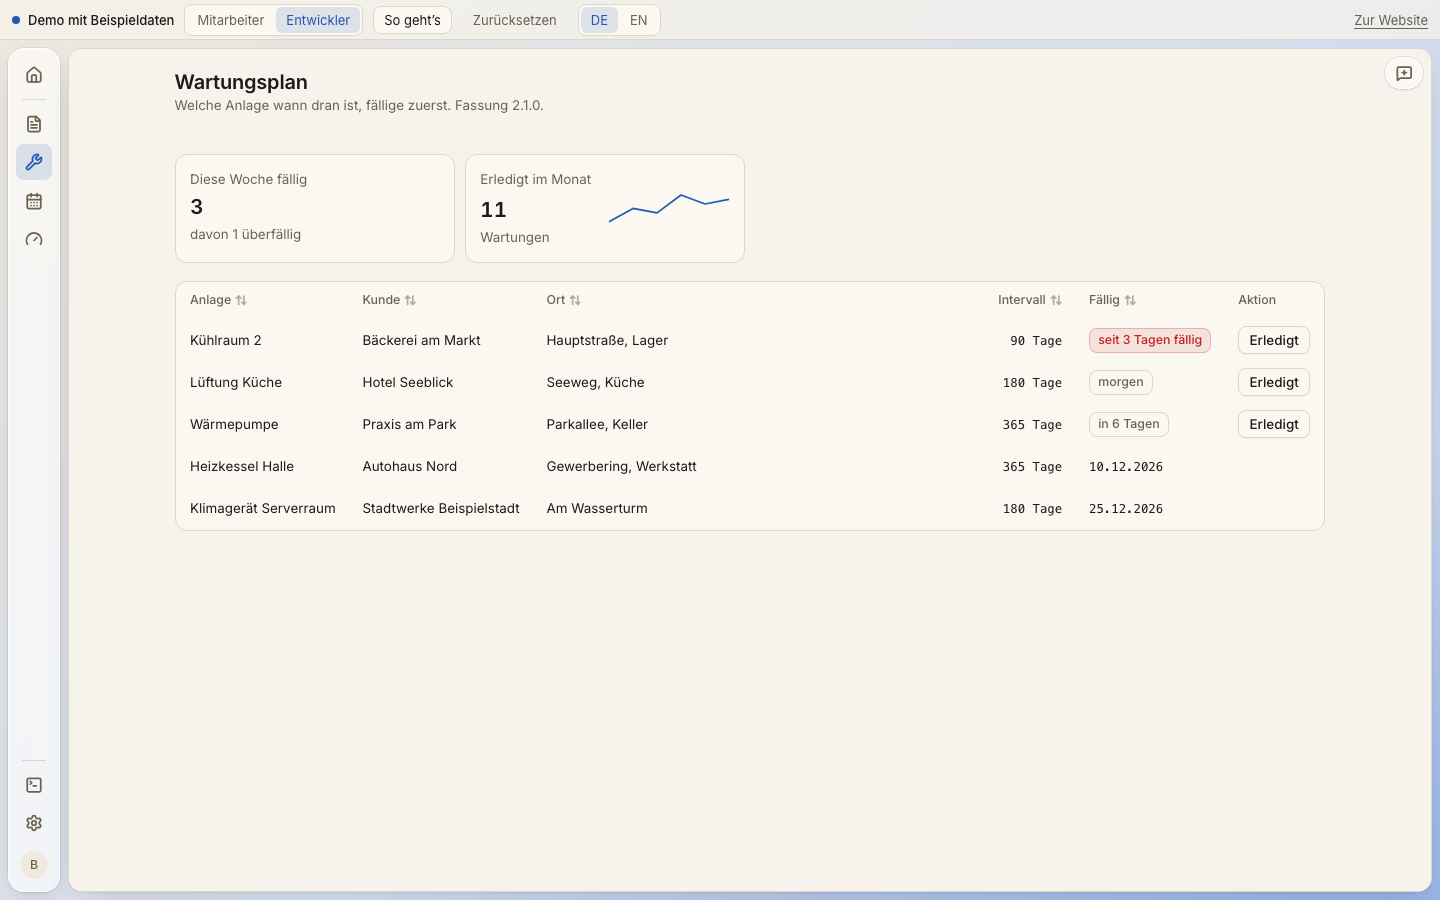 Demo mit Beispieldaten Mitarbeiter Entwickler So geht's Zurücksetzen DE EN Zur Website
Wartungsplan
Welche Anlage wann dran ist, fällige zuerst. Fassung 2.1.0.
Diese Woche fällig
3
davon 1 überfällig
Erledigt im Monat
11
Wartungen
Anlage Kunde Ort Intervall Fällig Aktion
Kühlraum 2 Bäckerei am Markt Hauptstraße, Lager 90 Tage seit 3 Tagen fällig Erledigt
Lüftung Küche Hotel Seeblick Seeweg, Küche 180 Tage morgen Erledigt
Wärmepumpe Praxis am Park Parkallee, Keller 365 Tage in 6 Tagen Erledigt
Heizkessel Halle Autohaus Nord Gewerbering, Werkstatt 365 Tage 10.12.2026
Klimagerät Serverraum Stadtwerke Beispielstadt Am Wasserturm 180 Tage 25.12.2026
B